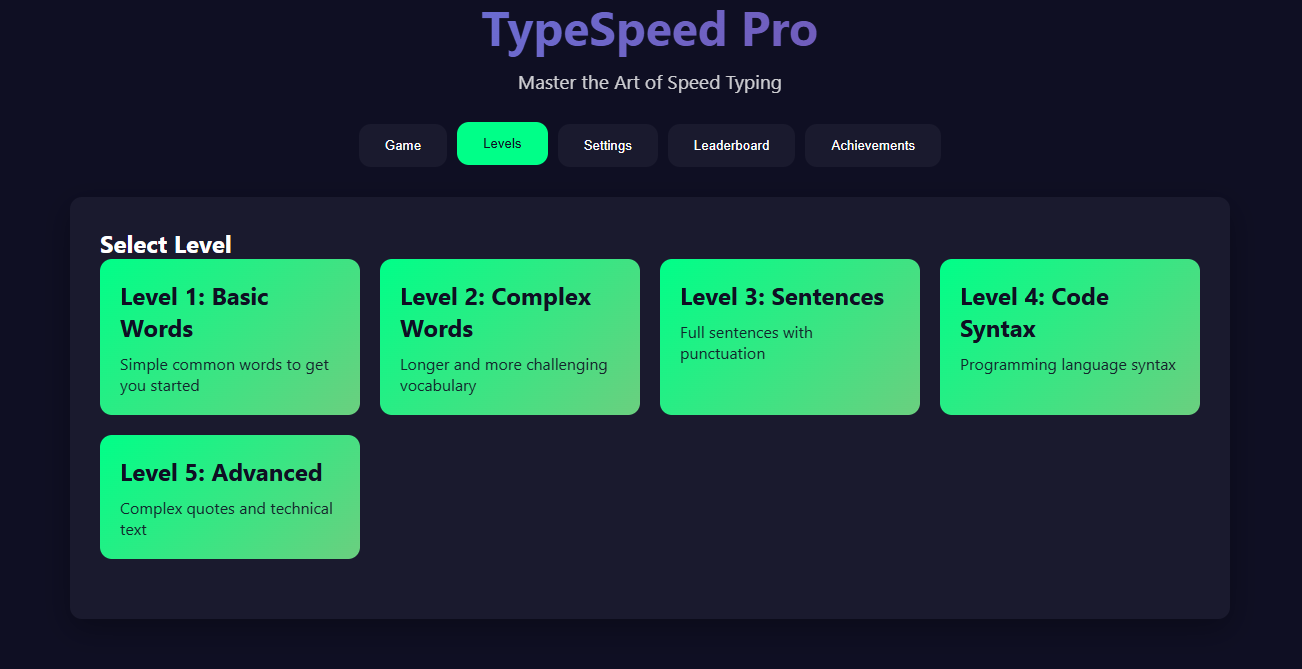 TypeSpeed Pro
Master the Art of Speed Typing
Game
Levels
Settings
Leaderboard
Achievements
Select Level
Level 1: Basic
Words
Simple common words to get
you started
Level 2: Complex
Words
Longer and more challenging
vocabulary
Level 3: Sentences
Full sentences with
punctuation
Level 4: Code
Syntax
Programming language syntax
Level 5: Advanced
Complex quotes and technical
text